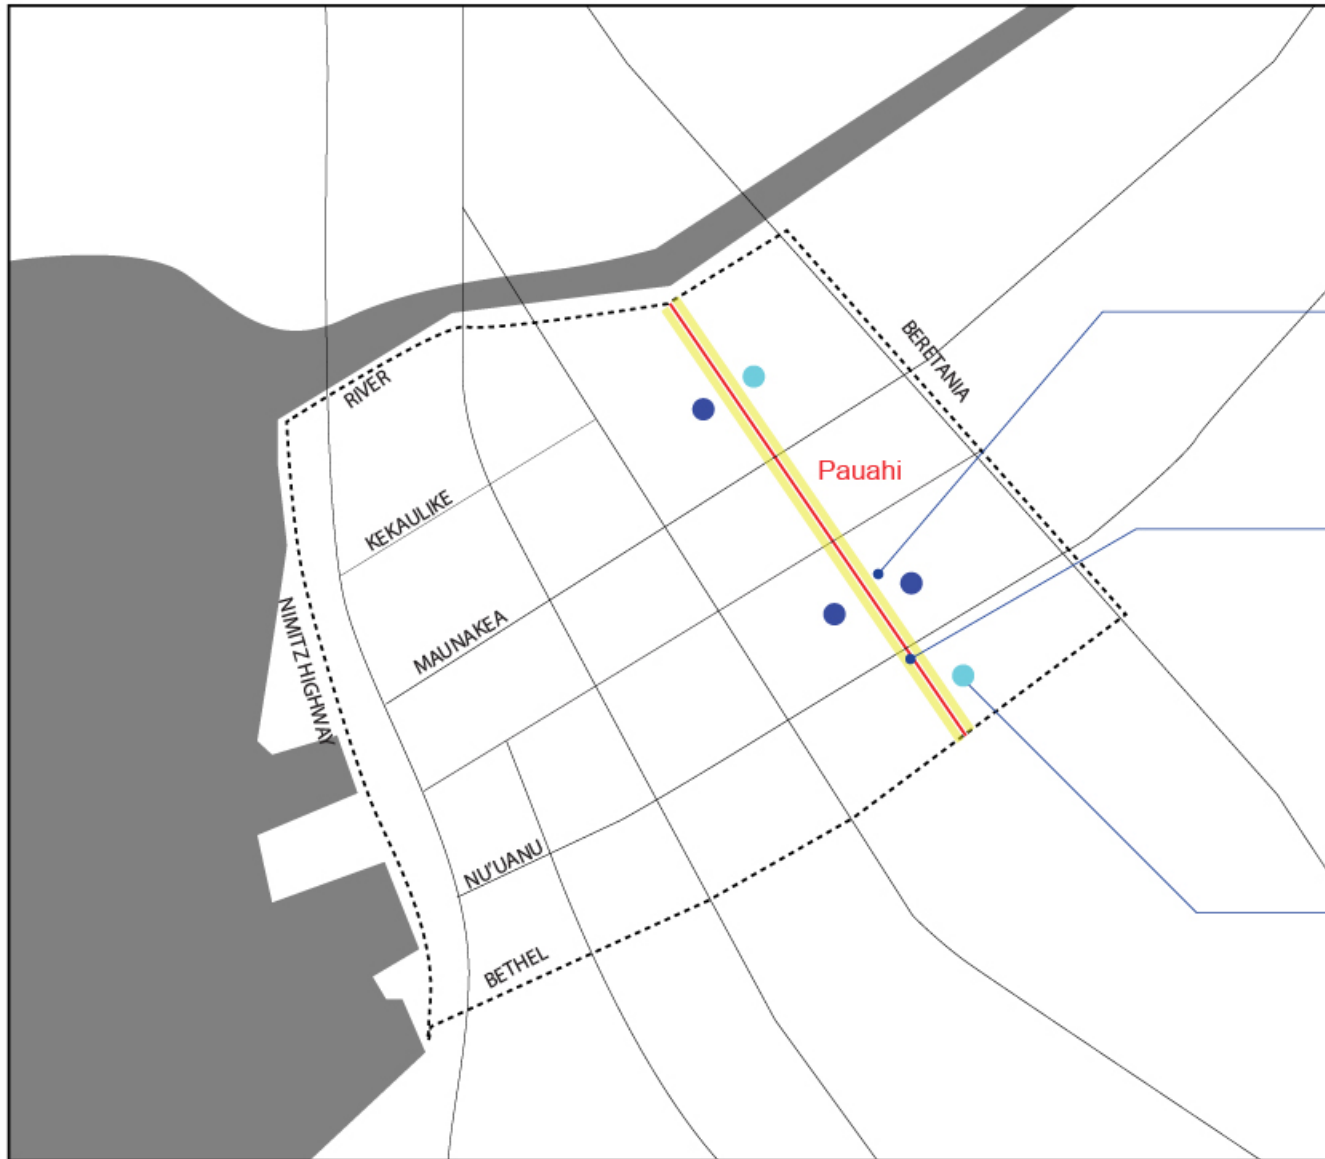 BERETANIA
RIVER
Pauahi
KEKAULIKE
MAUNAKEA
NIMITZ HIGHWAY
NU'UANU
BETHEL